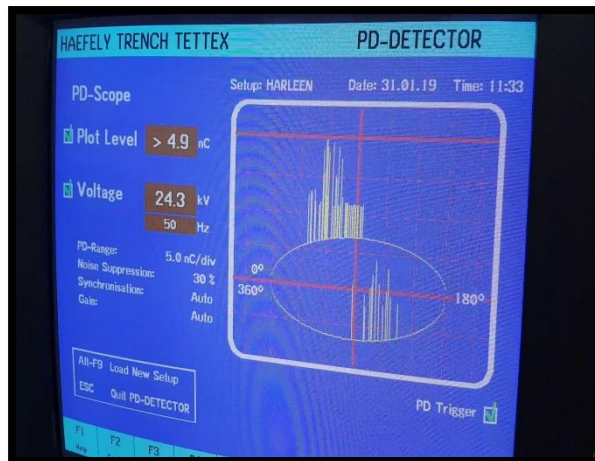 HAEFELY TRENCH TETTEX PD-DETECTOR
PD-Scope
Setup: HARLEEN Date: 31.01.19 Time: 11:33
Plot Level > 4.9 nC
Voltage 24.3 kV
50 Hz
PD-Range: 5.0 nC/div
Noise Suppression: 30 %
Synchronisation: Auto
Gain: Auto
0°
360°
180°
Alt-F9 Load New Setup
ESC Quit PD-DETECTOR
PD Trigger
F1 F2 F3
Help